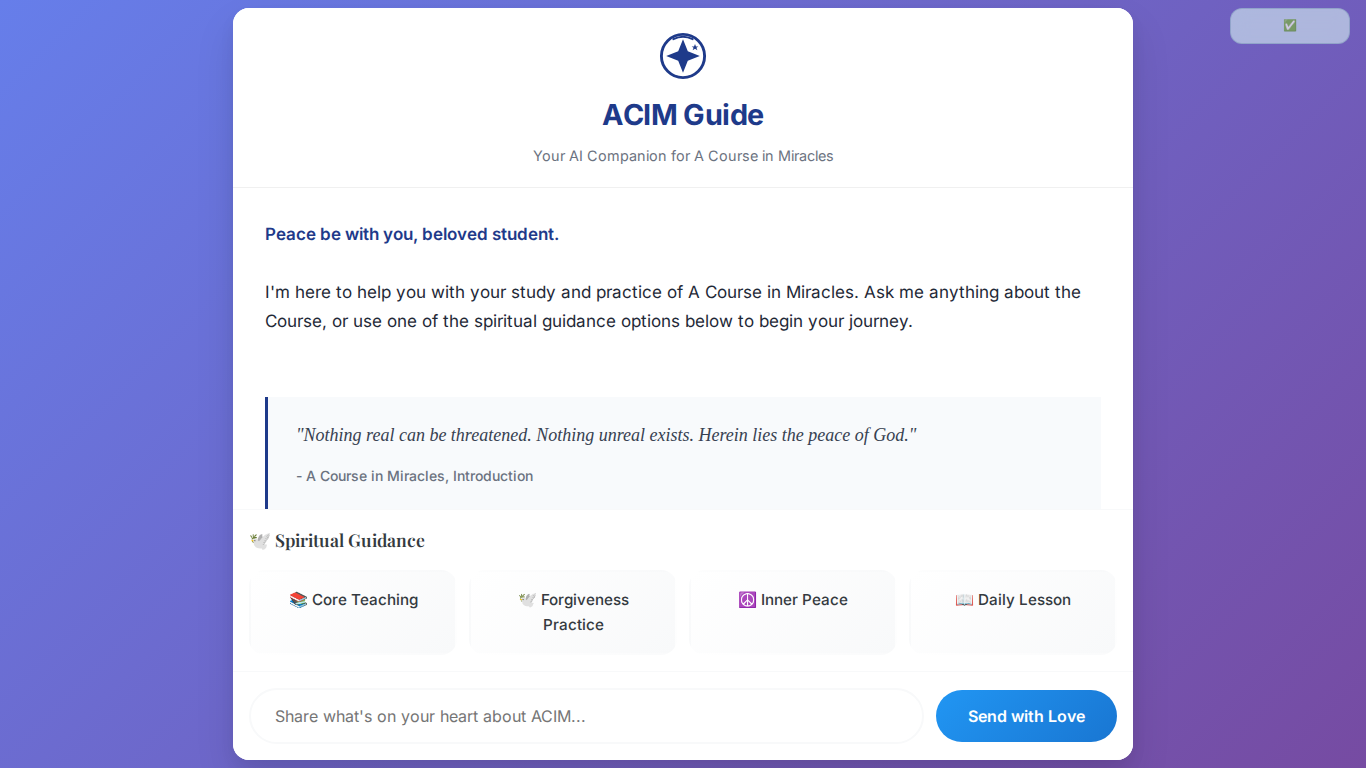 ACIM Guide
Your AI Companion for A Course in Miracles
Peace be with you, beloved student.
I'm here to help you with your study and practice of A Course in Miracles. Ask me anything about the
Course, or use one of the spiritual guidance options below to begin your journey.
"Nothing real can be threatened. Nothing unreal exists. Herein lies the peace of God."
- A Course in Miracles, Introduction
🕊️ Spiritual Guidance
📚 Core Teaching
🕊️ Forgiveness
Practice
☮️ Inner Peace
📖 Daily Lesson
Share what's on your heart about ACIM...
Send with Love